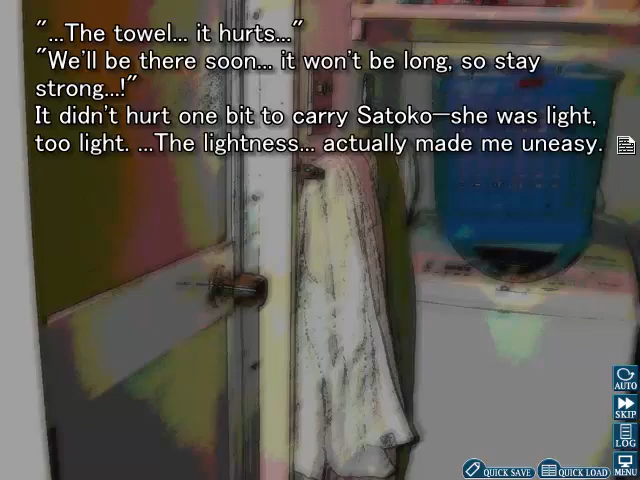 "...The towel... it hurts..."
"We'll be there soon... it won't be long, so stay
strong...!"
It didn't hurt one bit to carry Satoko—she was light,
too light. ...The lightness... actually made me uneasy.
AUTO
SKIP
LOG
QUICK SAVE
QUICK LOAD
MENU